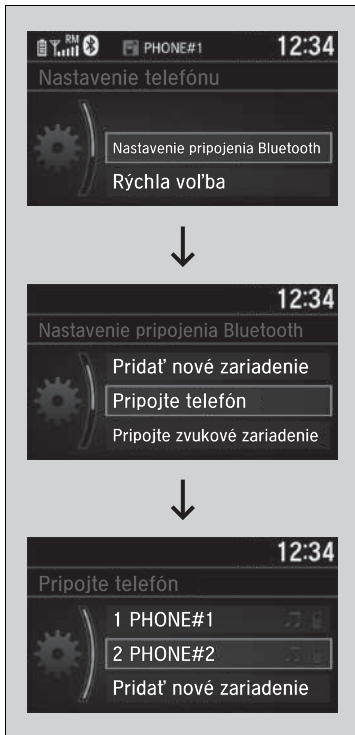 RM PHONE#1 12:34
Nastavenie telefónu
Nastavenie pripojenia Bluetooth
Rýchla voľba
12:34
Nastavenie pripojenia Bluetooth
Pridať nové zariadenie
Pripojte telefón
Pripojte zvukové zariadenie
12:34
Pripojte telefón
1 PHONE#1
2 PHONE#2
Pridať nové zariadenie